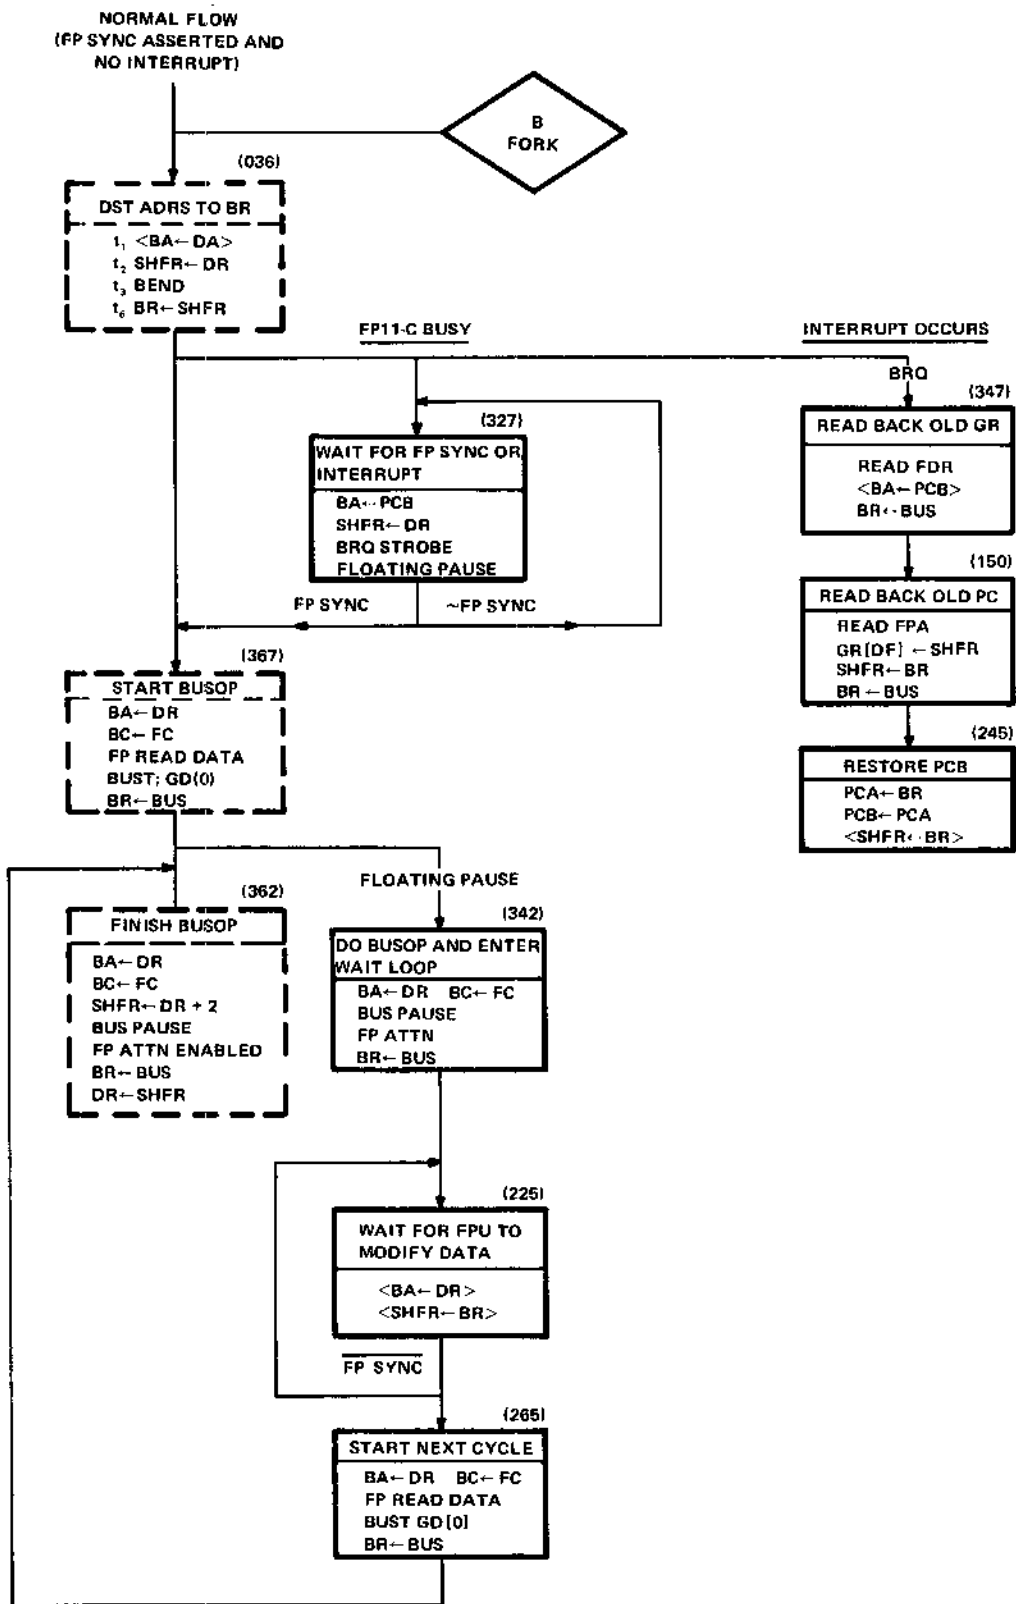 NORMAL FLOW
(FP SYNC ASSERTED AND
NO INTERRUPT)
B
FORK
(036)
DST ADRS TO BR
t₁ <BA←DA>
t₂ SHFR←DR
t₃ BEND
t₆ BR←SHFR
FP11-C BUSY
INTERRUPT OCCURS
BRQ
(327)
WAIT FOR FP SYNC OR
INTERRUPT
BA←PCB
SHFR←DR
BRQ STROBE
FLOATING PAUSE
FP SYNC
~FP SYNC
(347)
READ BACK OLD GR
READ FDR
<BA←PCB>
BR←BUS
(150)
READ BACK OLD PC
READ FPA
GR[DF] ←SHFR
SHFR←BR
BR←BUS
(245)
RESTORE PCB
PCA←BR
PCB←PCA
<SHFR←BR>
(367)
START BUSOP
BA←DR
BC←FC
FP READ DATA
BUST; GD(0)
BR←BUS
(362)
FINISH BUSOP
BA←DR
BC←FC
SHFR←DR + 2
BUS PAUSE
FP ATTN ENABLED
BR←BUS
DR←SHFR
FLOATING PAUSE
(342)
DO BUSOP AND ENTER
WAIT LOOP
BA←DR BC←FC
BUS PAUSE
FP ATTN
BR←BUS
(225)
WAIT FOR FPU TO
MODIFY DATA
<BA←DR>
<SHFR←BR>
FP SYNC
(265)
START NEXT CYCLE
BA←DR BC←FC
FP READ DATA
BUST GD[0]
BR←BUS